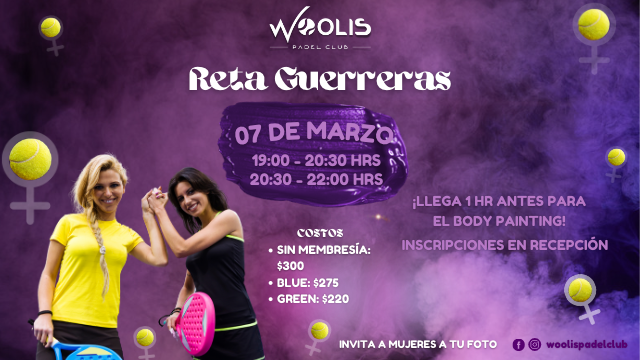 WOOLIS
PADEL CLUB
Reta Guerreras
07 DE MARZO
19:00 - 20:30 HRS
20:30 - 22:00 HRS
¡LLEGA 1 HR ANTES PARA
EL BODY PAINTING!
INSCRIPCIONES EN RECEPCIÓN
COSTOS
• SIN MEMBRESÍA:
$300
• BLUE: $275
• GREEN: $220
INVITA A MUJERES A TU FOTO
woolispadelclub